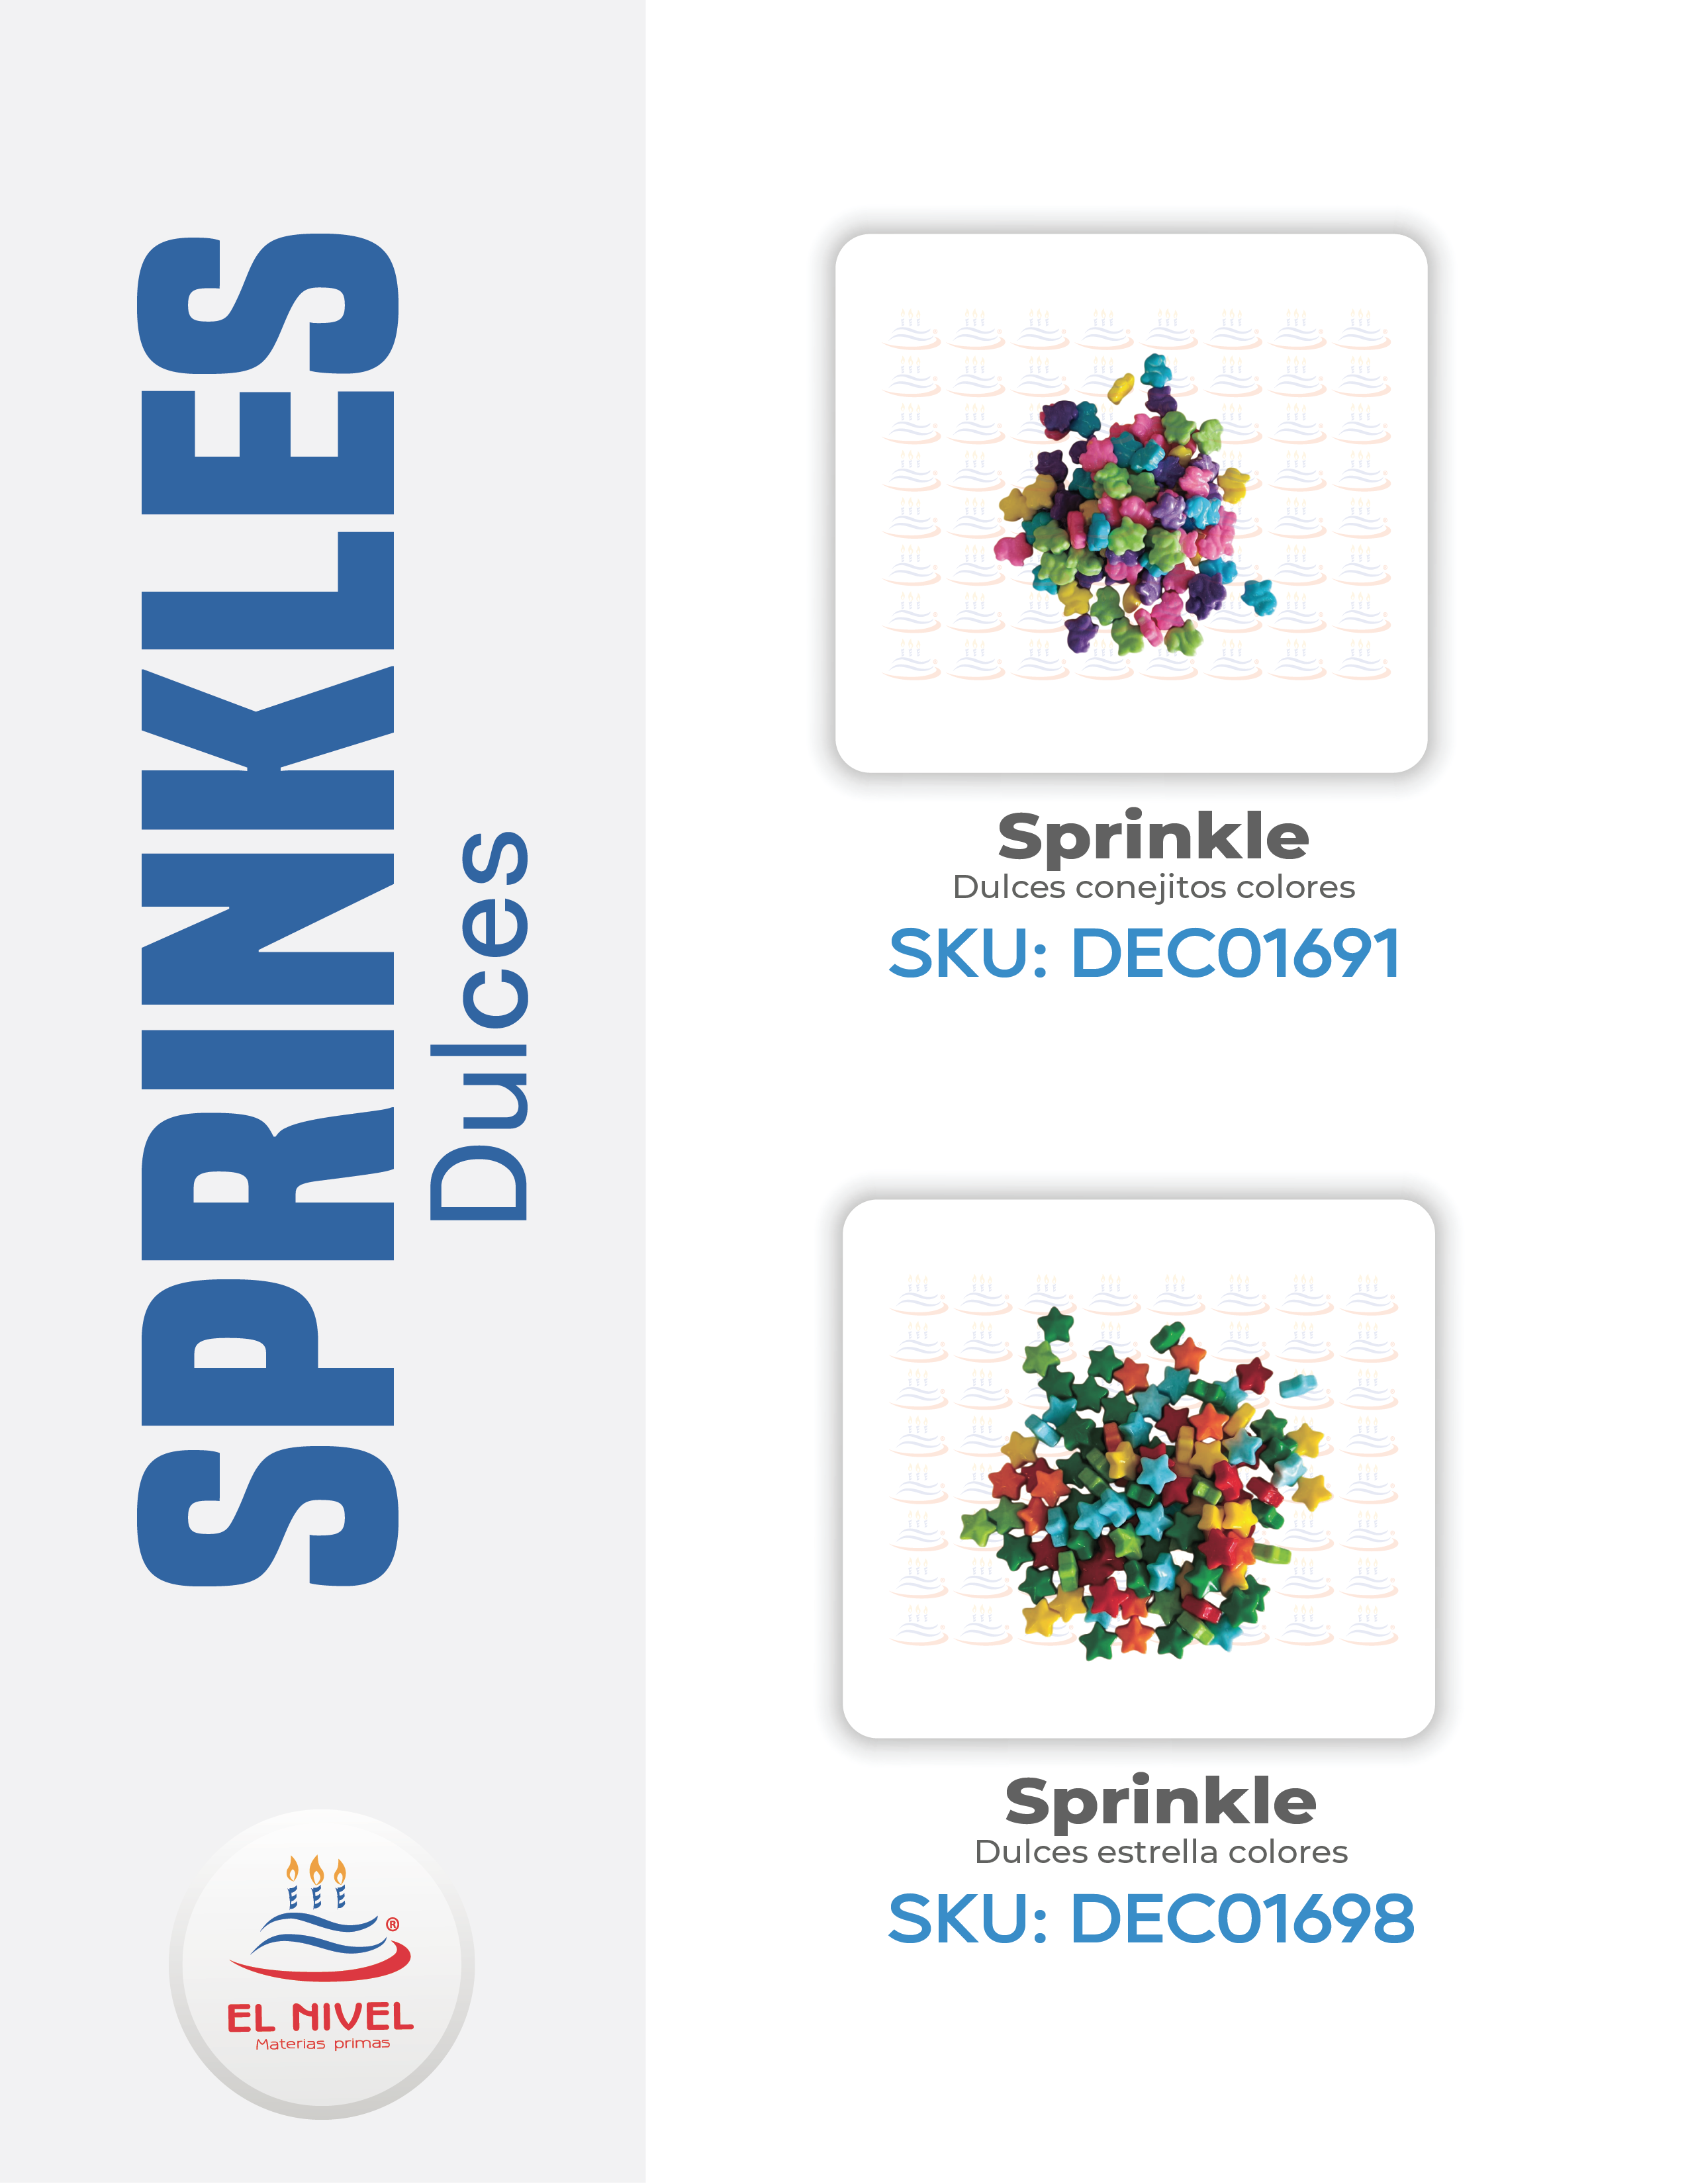 SPRINKLES
Dulces
Sprinkle
Dulces conejitos colores
SKU: DEC01691
Sprinkle
Dulces estrella colores
SKU: DEC01698
®
EL NIVEL
Materias primas